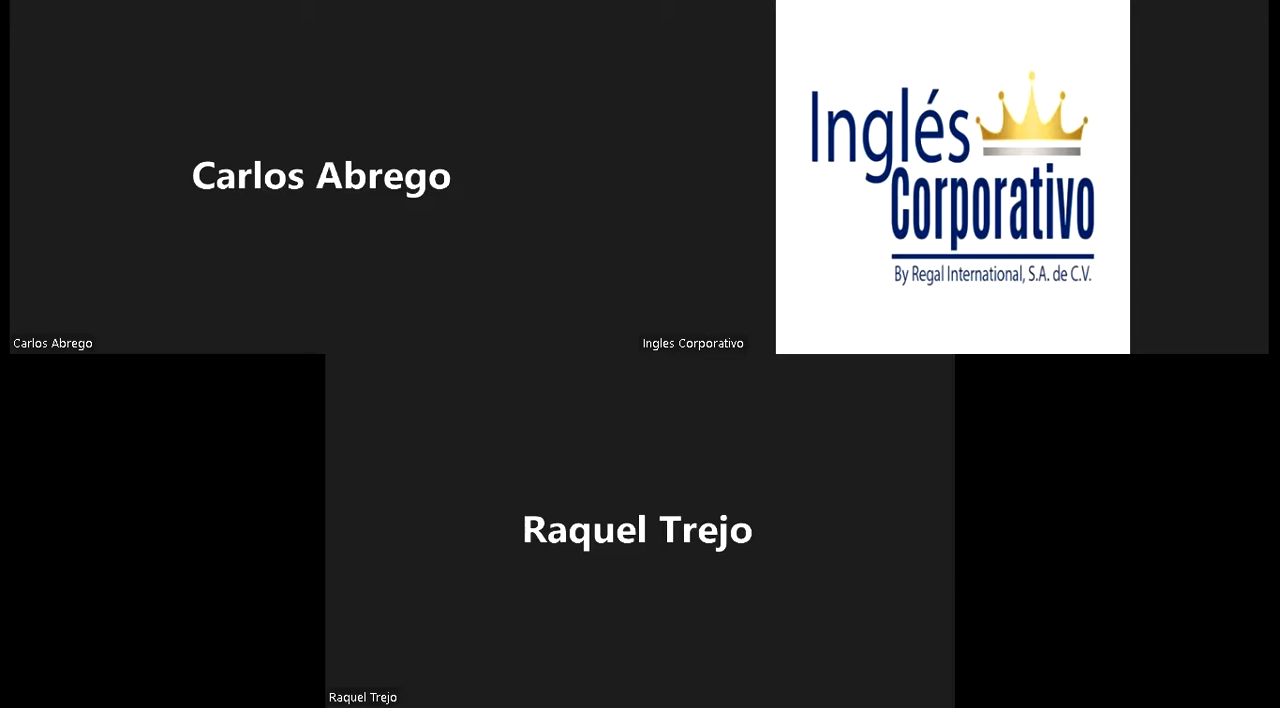 Carlos Abrego
Carlos Abrego
Inglés
Corporativo
By Regal International, S.A. de C.V.
Ingles Corporativo
Raquel Trejo
Raquel Trejo